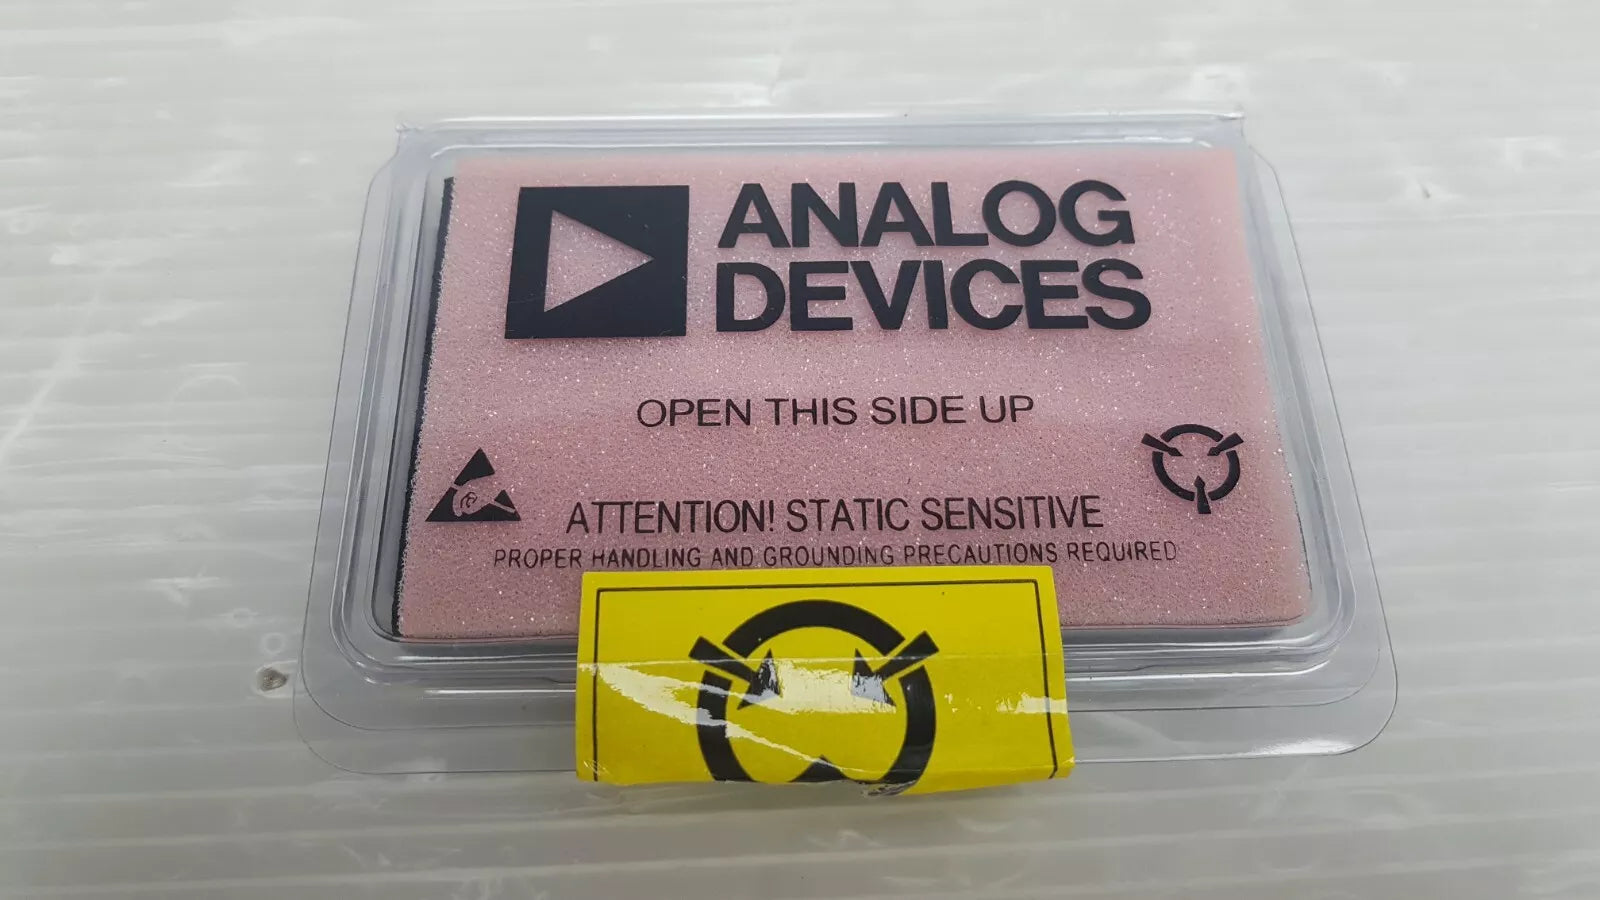 ANALOG
DEVICES
OPEN THIS SIDE UP
ATTENTION! STATIC SENSITIVE
PROPER HANDLING AND GROUNDING PRECAUTIONS REQUIRED